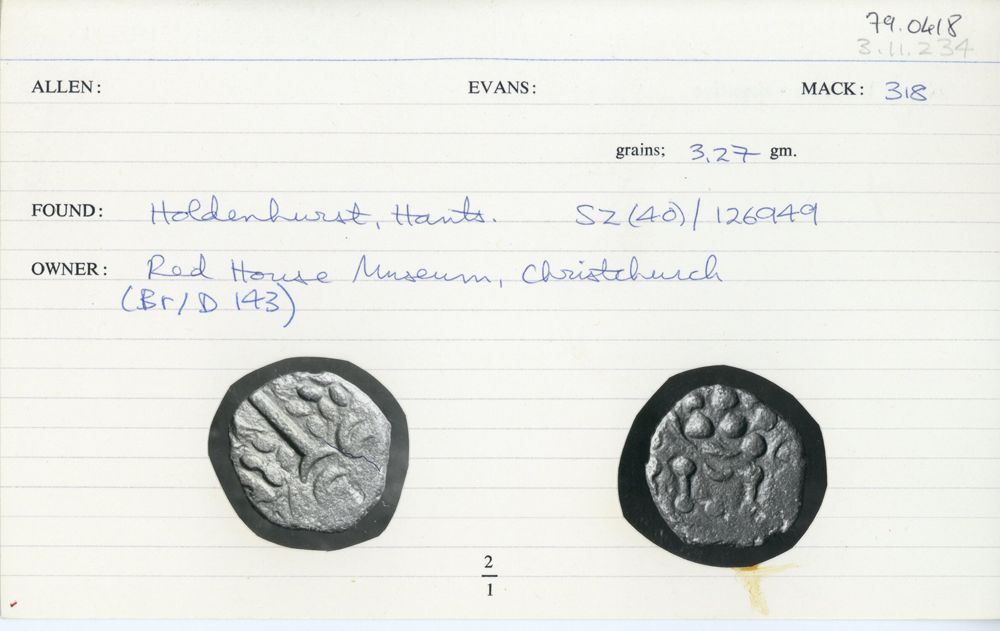 79.0418
3.11.234
ALLEN: EVANS: MACK: 318
grains; 3.27 gm.
FOUND: Holdenhurst, Hants. SZ(40)/126949
OWNER: Red House Museum, Christchurch
(Br/D 143)
2
1